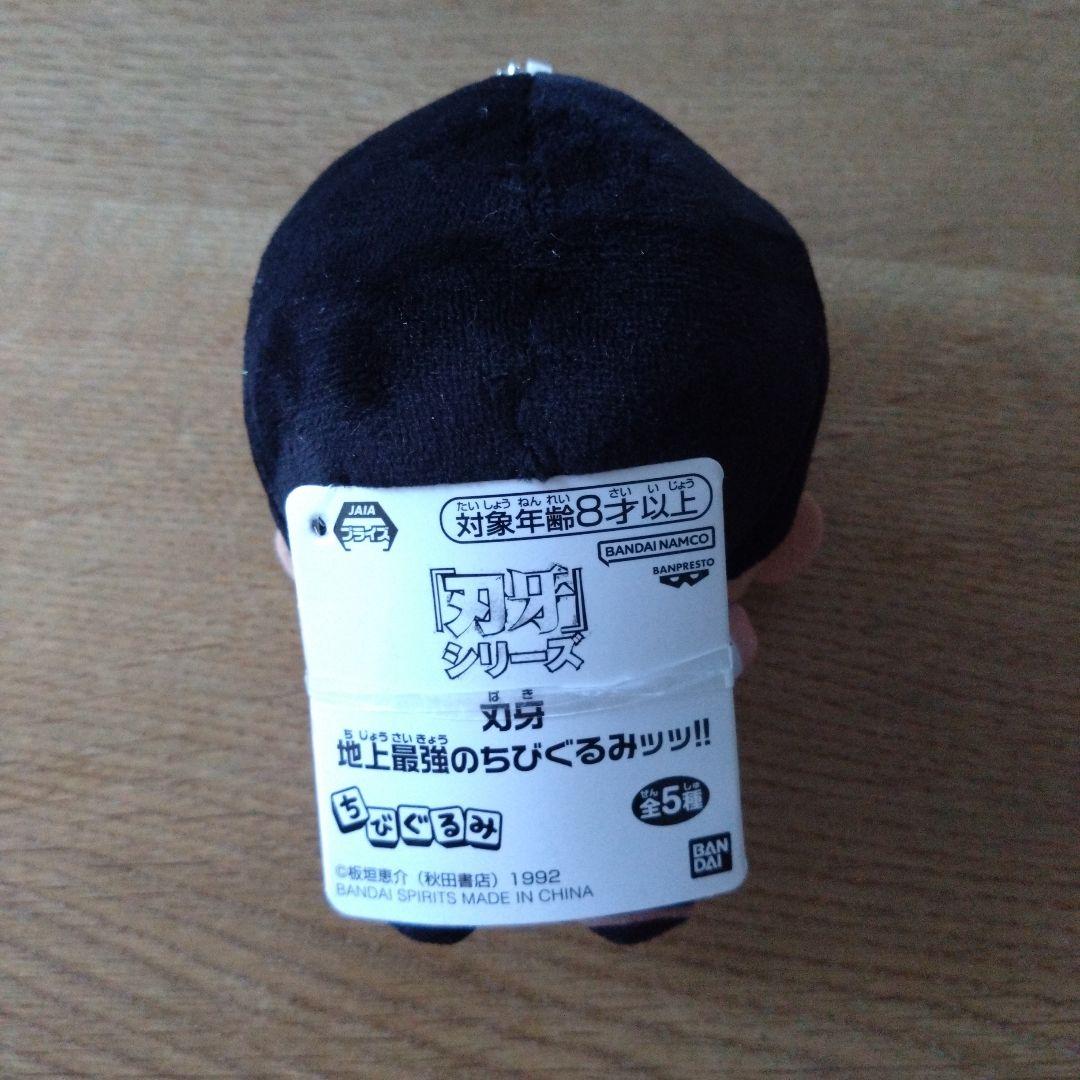 JAIA
プライズ
たいしょう ねん れい さい い じょう
対象年齢8才以上
BANDAI NAMCO
BANPRESTO
「刃牙」
シリーズ
ばき
刃牙
ち じょう さい きょう
地上最強のちびぐるみッッ!!
ちびぐるみ
ぜん しゅ
全5種
BAN
DAI
©板垣恵介（秋田書店）1992
BANDAI SPIRITS MADE IN CHINA